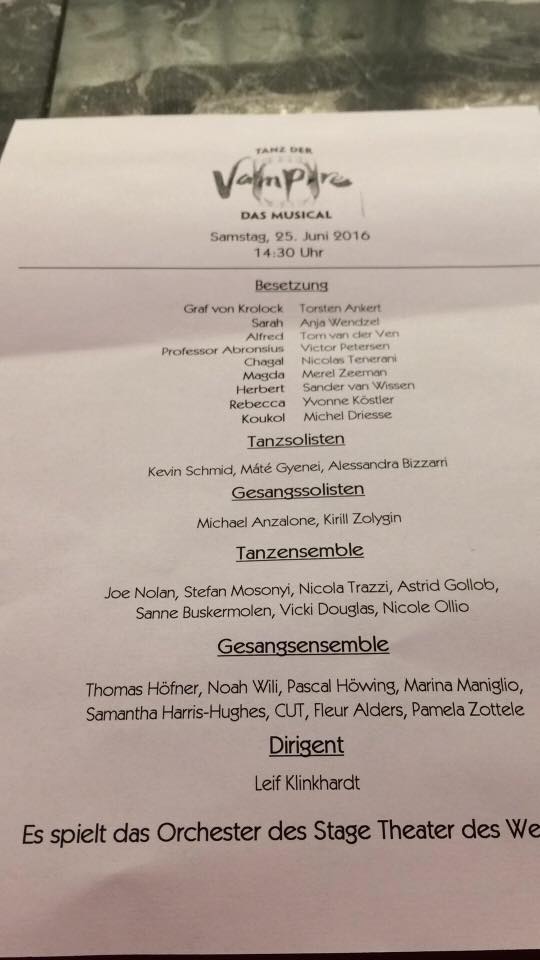 TANZ DER
Vampire
DAS MUSICAL
Samstag, 25. Juni 2016
14:30 Uhr
Besetzung
Graf von Krolock Torsten Ankert
Sarah Anja Wendzel
Alfred Tom van der Ven
Professor Abronsius Victor Petersen
Chagal Nicolas Tenerani
Magda Merel Zeeman
Herbert Sander van Wissen
Rebecca Yvonne Köstler
Koukol Michel Driesse
Tanzsolisten
Kevin Schmid, Máté Gyenei, Alessandra Bizzarri
Gesangssolisten
Michael Anzalone, Kirill Zolygin
Tanzensemble
Joe Nolan, Stefan Mosonyi, Nicola Trazzi, Astrid Gollob,
Sanne Buskermolen, Vicki Douglas, Nicole Ollio
Gesangsensemble
Thomas Höfner, Noah Wili, Pascal Höwing, Marina Maniglio,
Samantha Harris-Hughes, CUT, Fleur Alders, Pamela Zottele
Dirigent
Leif Klinkhardt
Es spielt das Orchester des Stage Theater des We